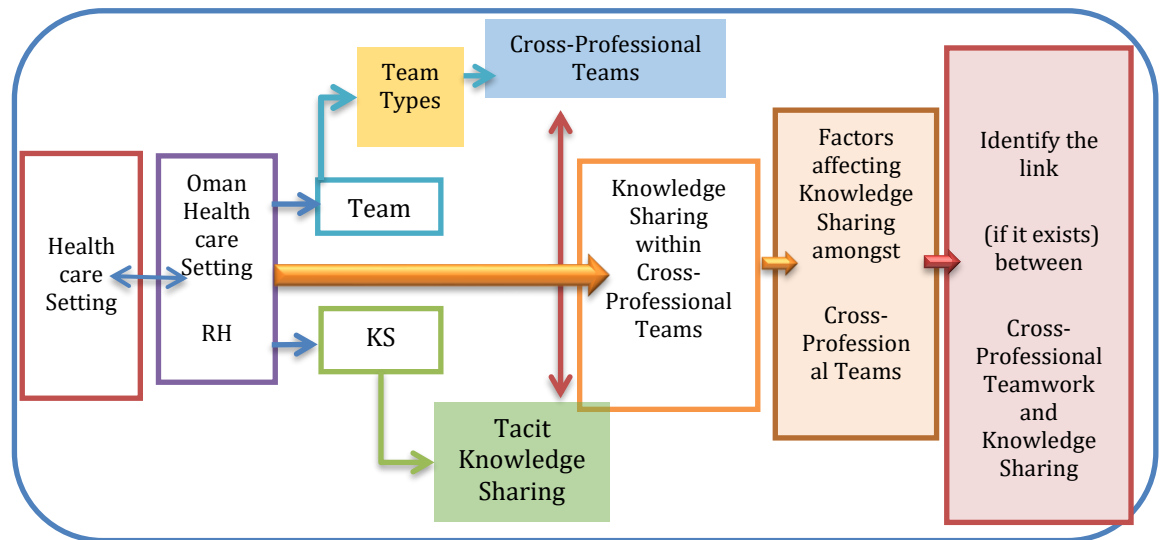 Health
care
Setting
Oman
Health
care
Setting
RH
Team
Team
Types
Cross-Professional
Teams
KS
Tacit
Knowledge
Sharing
Knowledge
Sharing
within
Cross-
Professional
Teams
Factors
affecting
Knowledge
Sharing
amongst
Cross-
Profession
al Teams
Identify the
link
(if it exists)
between
Cross-
Professional
Teamwork
and
Knowledge
Sharing